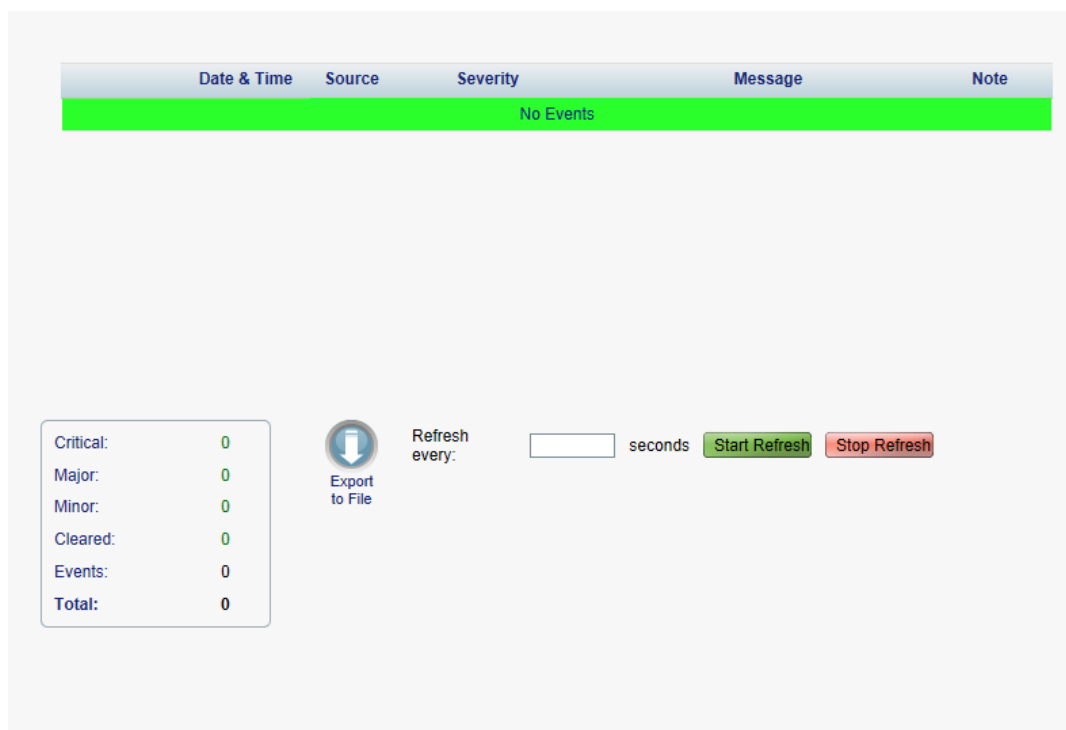 Date & Time Source Severity Message Note
No Events
Critical: 0
Major: 0
Minor: 0
Cleared: 0
Events: 0
Total: 0
Export
to File
Refresh
every:
seconds Start Refresh Stop Refresh